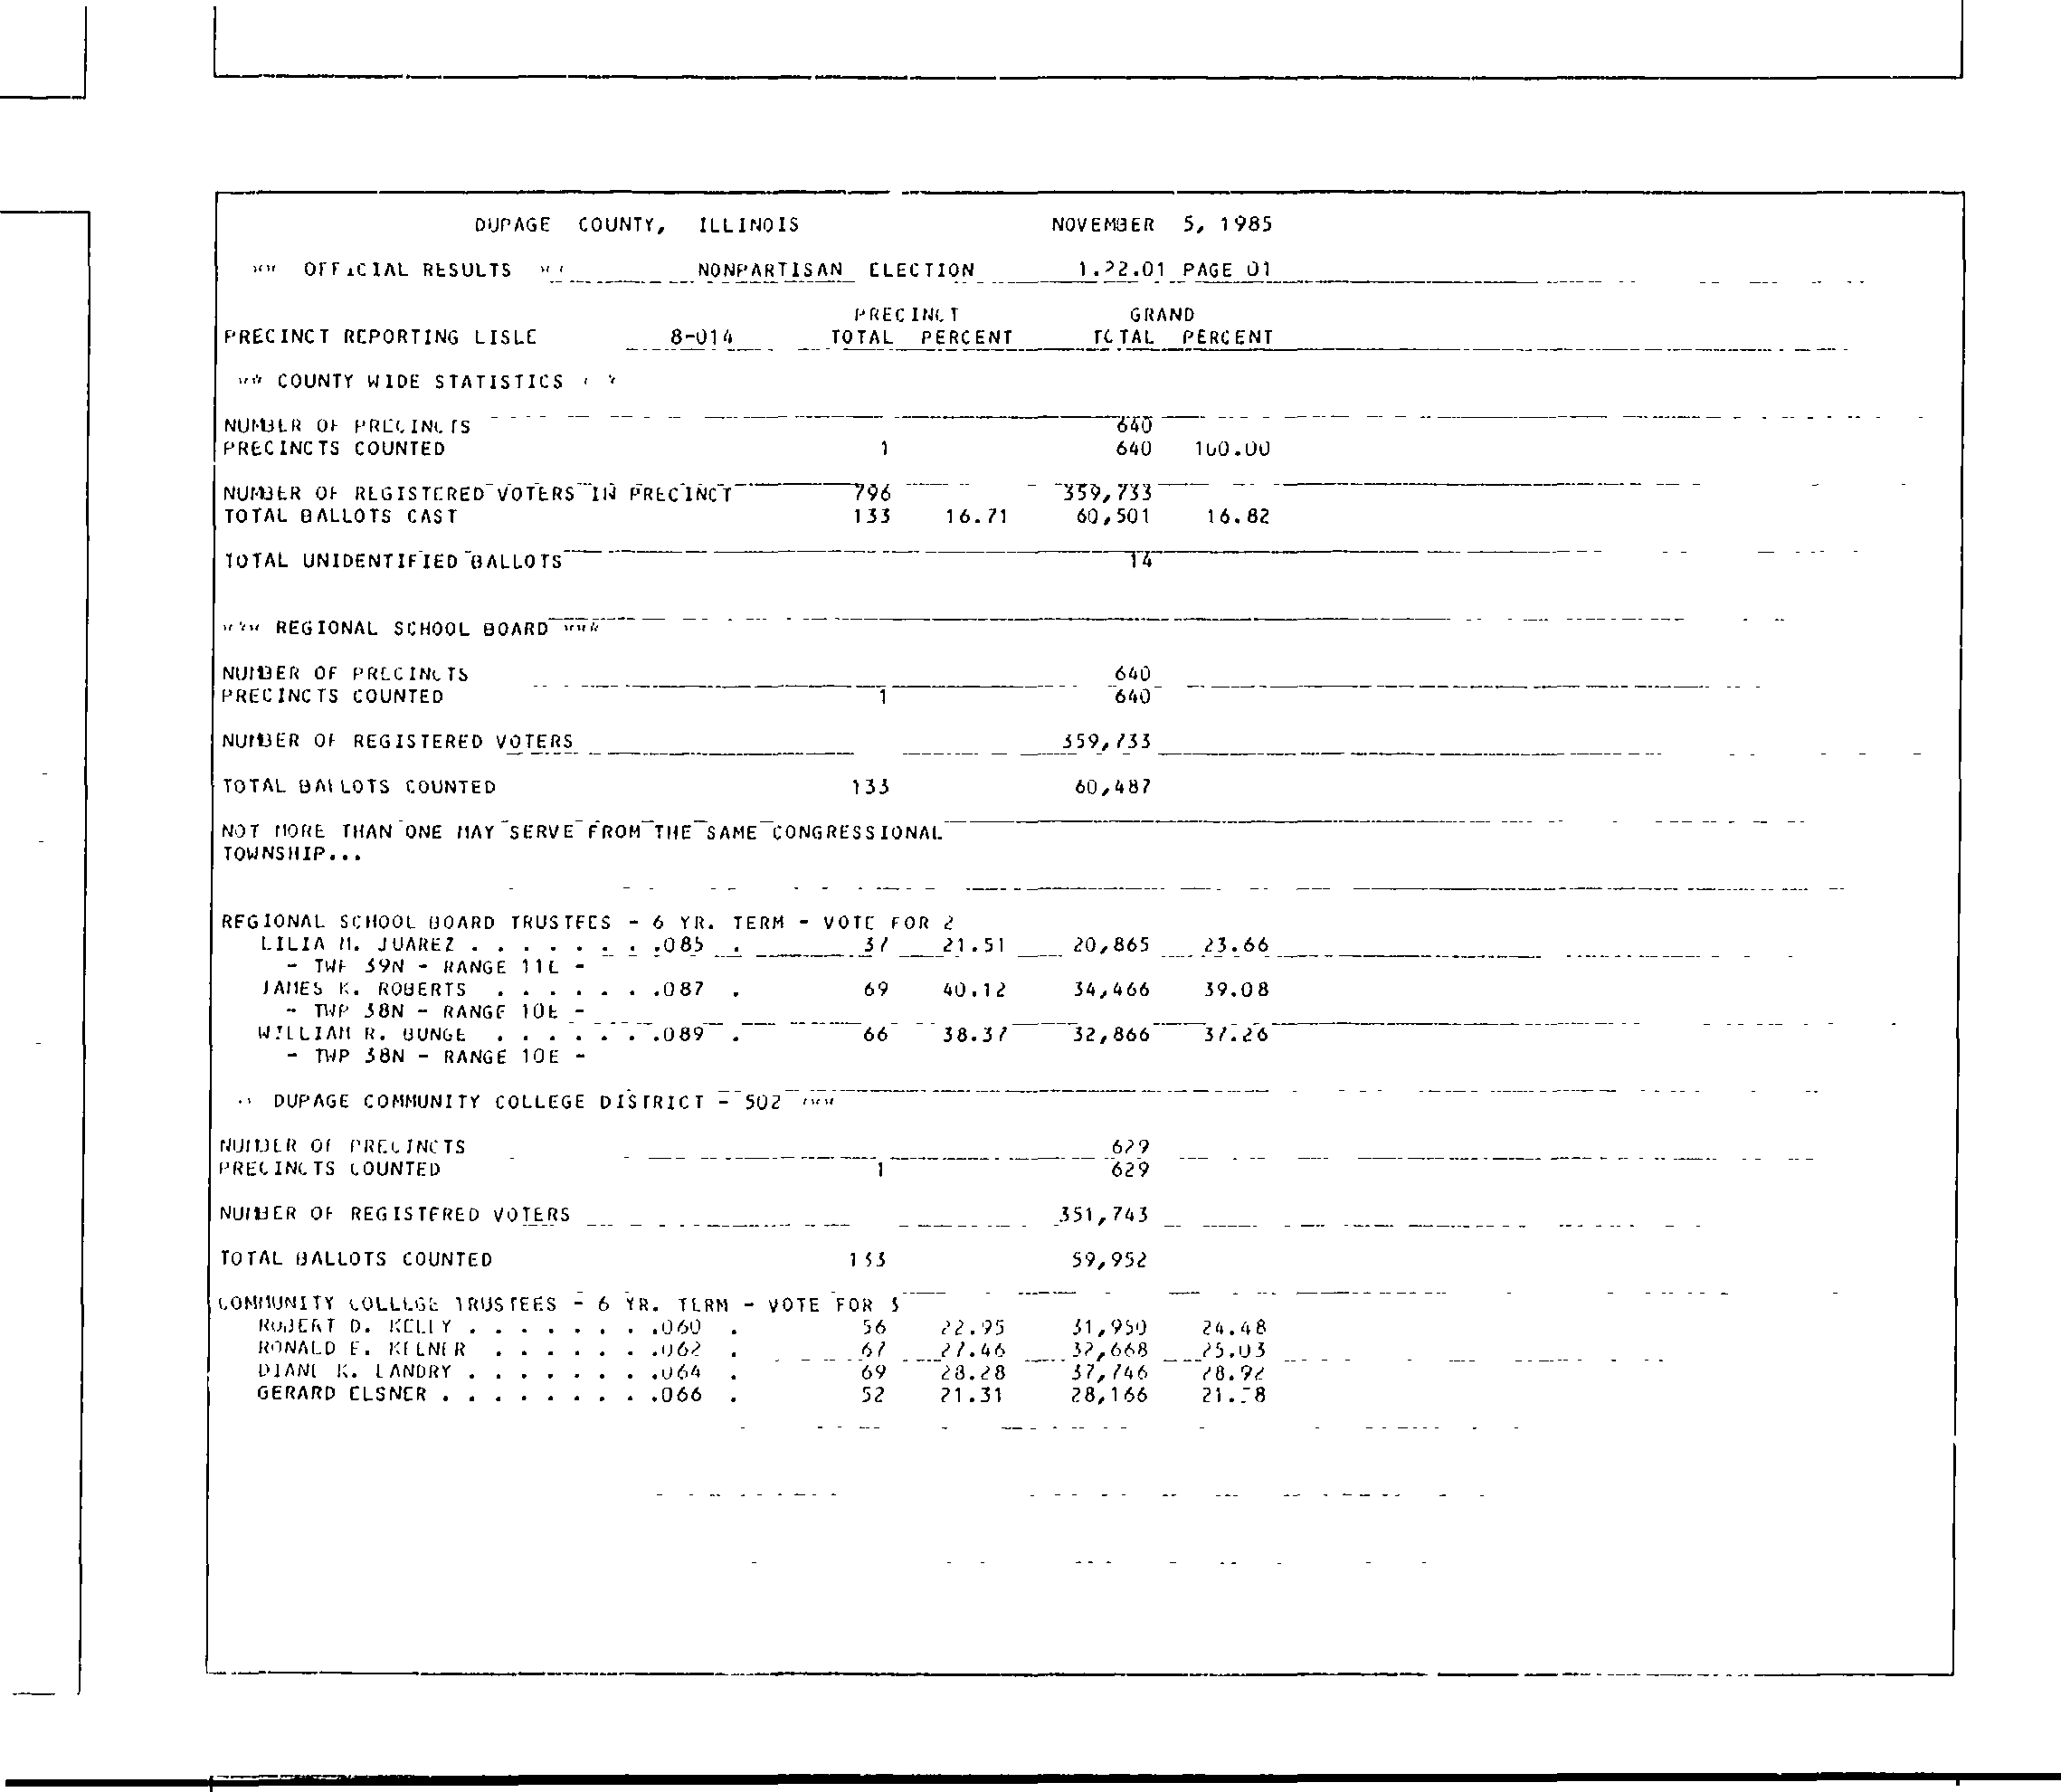 DUPAGE COUNTY, ILLINOIS NOVEMBER 5, 1985
** OFFICIAL RESULTS ** NONPARTISAN ELECTION 1.22.01 PAGE 01
PRECINCT GRAND
PRECINCT REPORTING LISLE 8-014 TOTAL PERCENT TOTAL PERCENT
** COUNTY WIDE STATISTICS * *
NUMBER OF PRECINCTS 640
PRECINCTS COUNTED 1 640 100.00
NUMBER OF REGISTERED VOTERS IN PRECINCT 796 359,733
TOTAL BALLOTS CAST 133 16.71 60,501 16.82
TOTAL UNIDENTIFIED BALLOTS 14
*** REGIONAL SCHOOL BOARD ***
NUMBER OF PRECINCTS 640
PRECINCTS COUNTED 1 640
NUMBER OF REGISTERED VOTERS 359,733
TOTAL BALLOTS COUNTED 133 60,487
NOT MORE THAN ONE MAY SERVE FROM THE SAME CONGRESSIONAL
TOWNSHIP...
REGIONAL SCHOOL BOARD TRUSTEES - 6 YR. TERM - VOTE FOR 2
LILIA M. JUAREZ . . . . . . . .085 . 37 21.51 20,865 23.66
- TWP 39N - RANGE 11E -
JAMES K. ROBERTS . . . . . . .087 . 69 40.12 34,466 39.08
- TWP 38N - RANGE 10E -
WILLIAM R. BUNGE . . . . . . .089 . 66 38.37 32,866 37.26
- TWP 38N - RANGE 10E -
** DUPAGE COMMUNITY COLLEGE DISTRICT - 502 ***
NUMBER OF PRECINCTS 629
PRECINCTS COUNTED 1 629
NUMBER OF REGISTERED VOTERS 351,743
TOTAL BALLOTS COUNTED 133 59,952
COMMUNITY COLLEGE TRUSTEES - 6 YR. TERM - VOTE FOR 3
ROBERT D. KELLY . . . . . . . .060 . 56 22.95 31,950 24.48
RONALD E. KELNER . . . . . . .062 . 67 27.46 32,668 25.03
DIANE K. LANDRY . . . . . . . .064 . 69 28.28 37,746 28.92
GERARD ELSNER . . . . . . . . .066 . 52 21.31 28,166